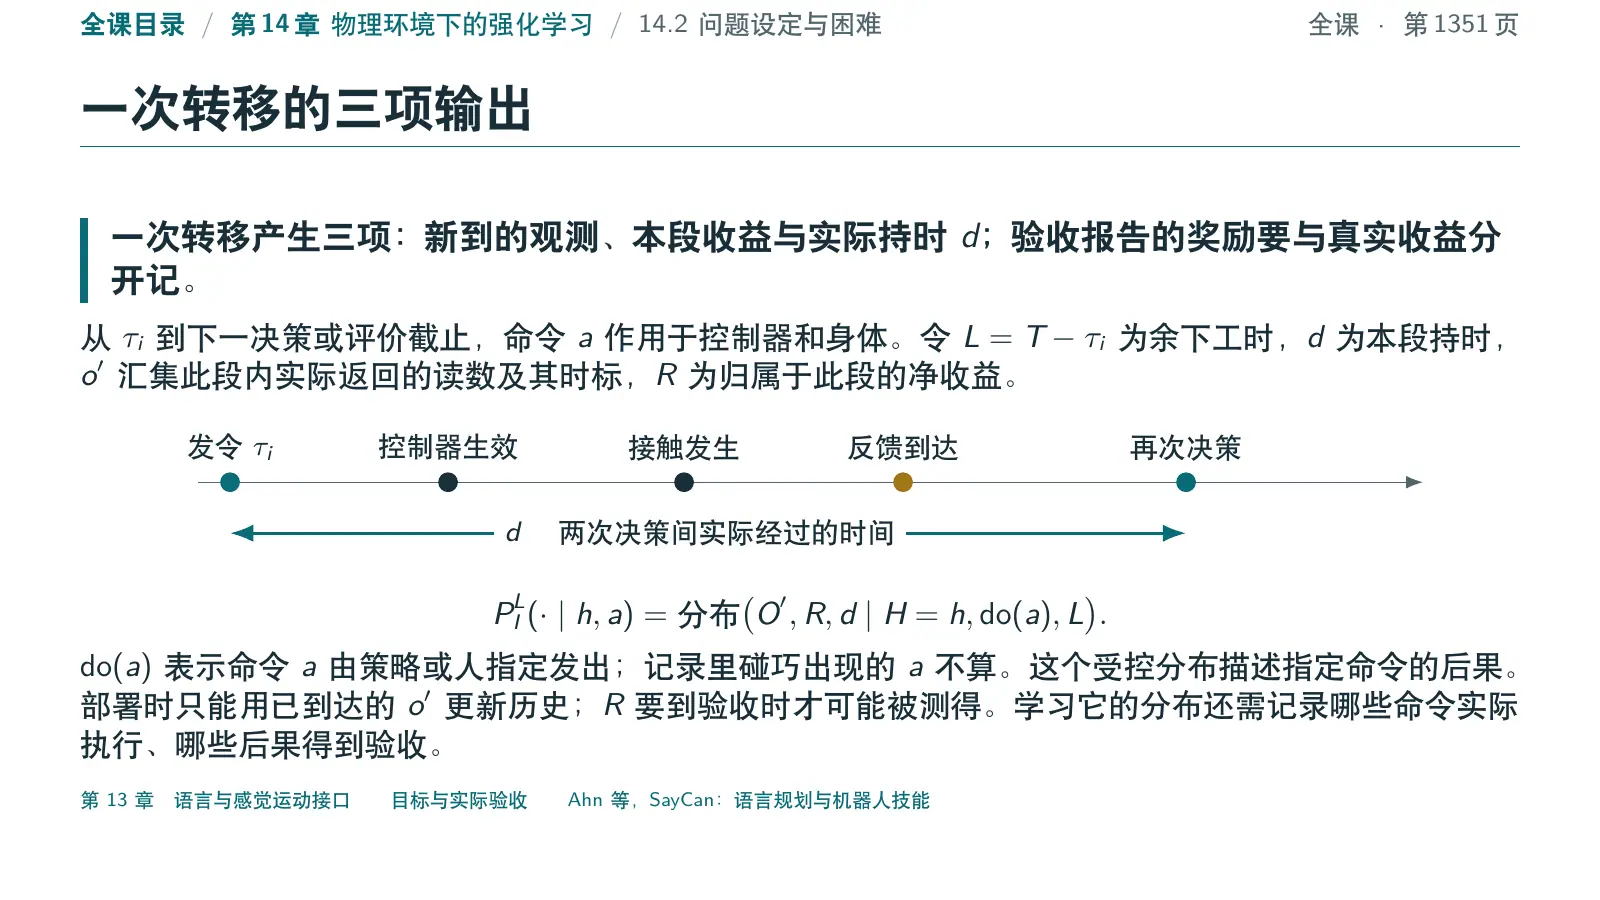 全课目录 / 第 14 章 物理环境下的强化学习 / 14.2 问题设定与困难
全课 · 第 1351 页
一次转移的三项输出
一次转移产生三项：新到的观测、本段收益与实际持时 d；验收报告的奖励要与真实收益分
开记。
从 τᵢ 到下一决策或评价截止，命令 a 作用于控制器和身体。令 L = T − τᵢ 为余下工时，d 为本段持时，
o′ 汇集此段内实际返回的读数及其时标，R 为归属于此段的净收益。
发令 τᵢ 控制器生效 接触发生 反馈到达 再次决策
d 两次决策间实际经过的时间
P_I^L(· | h, a) = 分布(O′, R, d | H = h, do(a), L).
do(a) 表示命令 a 由策略或人指定发出；记录里碰巧出现的 a 不算。这个受控分布描述指定命令的后果。
部署时只能用已到达的 o′ 更新历史；R 要到验收时才可能被测得。学习它的分布还需记录哪些命令实际
执行、哪些后果得到验收。
第 13 章 语言与感觉运动接口 目标与实际验收 Ahn 等，SayCan：语言规划与机器人技能